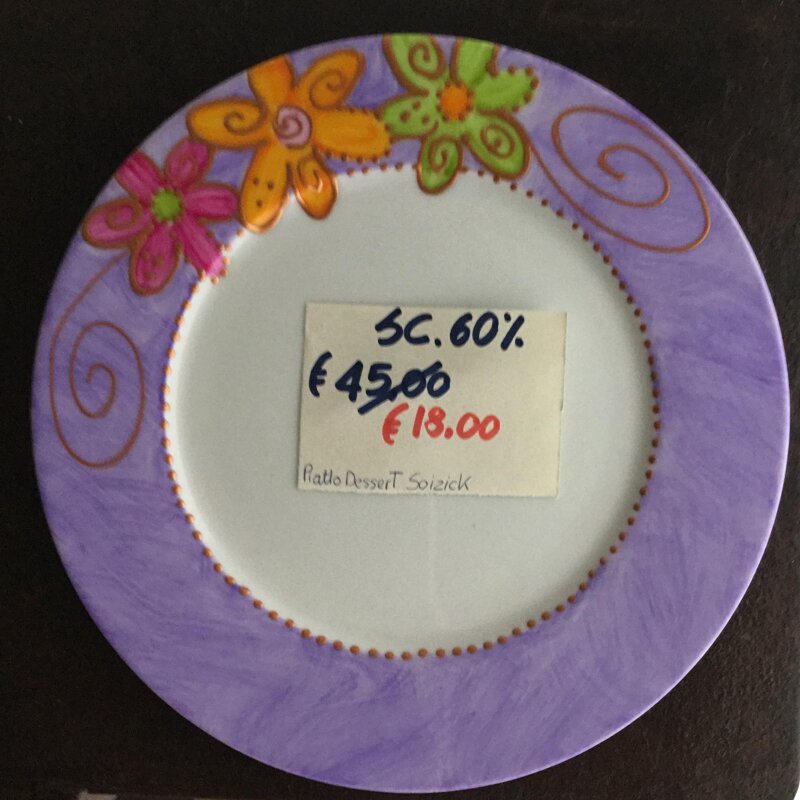 SC. 60%
€ 45,00
€ 18.00
Piatto Dessert Soizick